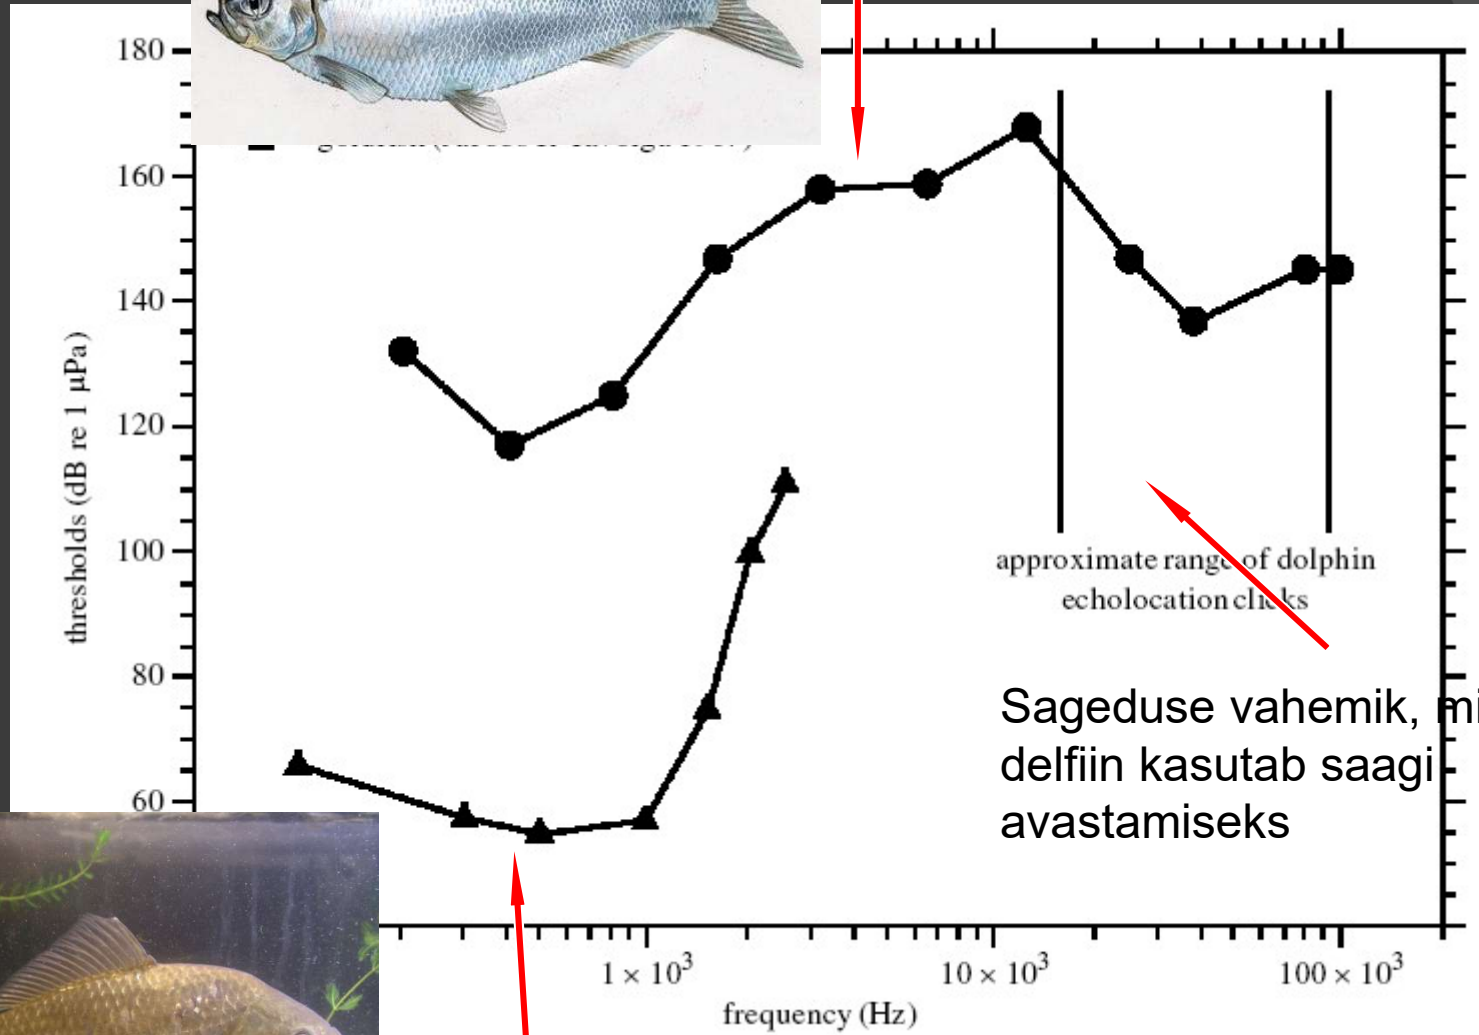 180
160
140
120
100
80
60
thresholds (dB re 1 µPa)
approximate range of dolphin
echolocation clicks
Sageduse vahemik,
delfiin kasutab saagi
avastamiseks
1 × 10³
10 × 10³
100 × 10³
frequency (Hz)